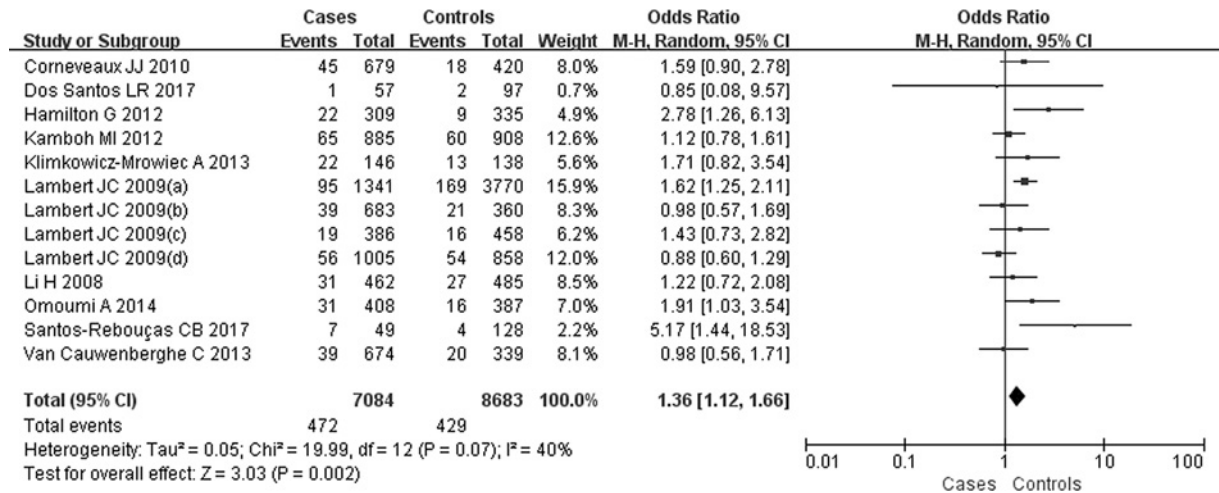 Cases Controls Odds Ratio Odds Ratio
Study or Subgroup Events Total Events Total Weight M-H, Random, 95% CI M-H, Random, 95% CI
Corneveaux JJ 2010 45 679 18 420 8.0% 1.59 [0.90, 2.78]
Dos Santos LR 2017 1 57 2 97 0.7% 0.85 [0.08, 9.57]
Hamilton G 2012 22 309 9 335 4.9% 2.78 [1.26, 6.13]
Kamboh MI 2012 65 885 60 908 12.6% 1.12 [0.78, 1.61]
Klimkowicz-Mrowiec A 2013 22 146 13 138 5.6% 1.71 [0.82, 3.54]
Lambert JC 2009(a) 95 1341 169 3770 15.9% 1.62 [1.25, 2.11]
Lambert JC 2009(b) 39 683 21 360 8.3% 0.98 [0.57, 1.69]
Lambert JC 2009(c) 19 386 16 458 6.2% 1.43 [0.73, 2.82]
Lambert JC 2009(d) 56 1005 54 858 12.0% 0.88 [0.60, 1.29]
Li H 2008 31 462 27 485 8.5% 1.22 [0.72, 2.08]
Omoumi A 2014 31 408 16 387 7.0% 1.91 [1.03, 3.54]
Santos-Rebouças CB 2017 7 49 4 128 2.2% 5.17 [1.44, 18.53]
Van Cauwenberghe C 2013 39 674 20 339 8.1% 0.98 [0.56, 1.71]
Total (95% CI) 7084 8683 100.0% 1.36 [1.12, 1.66]
Total events 472 429
Heterogeneity: Tau² = 0.05; Chi² = 19.99, df = 12 (P = 0.07); I² = 40%
Test for overall effect: Z = 3.03 (P = 0.002)
0.01 0.1 1 10 100
Cases Controls